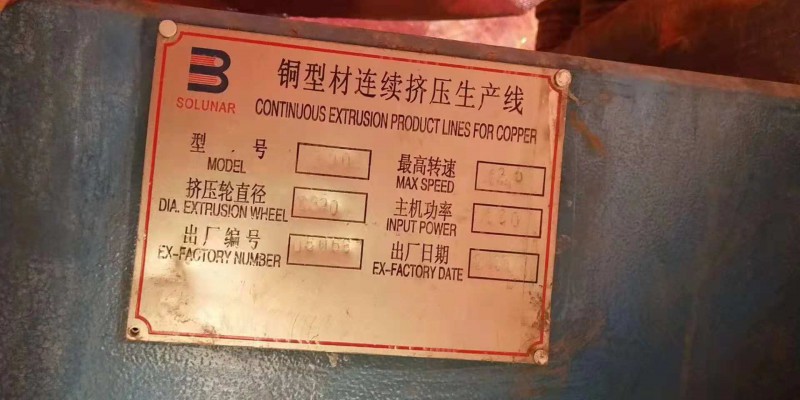 SOLUNAR
铜型材连续挤压生产线
CONTINUOUS EXTRUSION PRODUCT LINES FOR COPPER
型 号
MODEL
最高转速
MAX SPEED
挤压轮直径
DIA. EXTRUSION WHEEL
主机功率
INPUT POWER
出厂编号
EX-FACTORY NUMBER
出厂日期
EX-FACTORY DATE